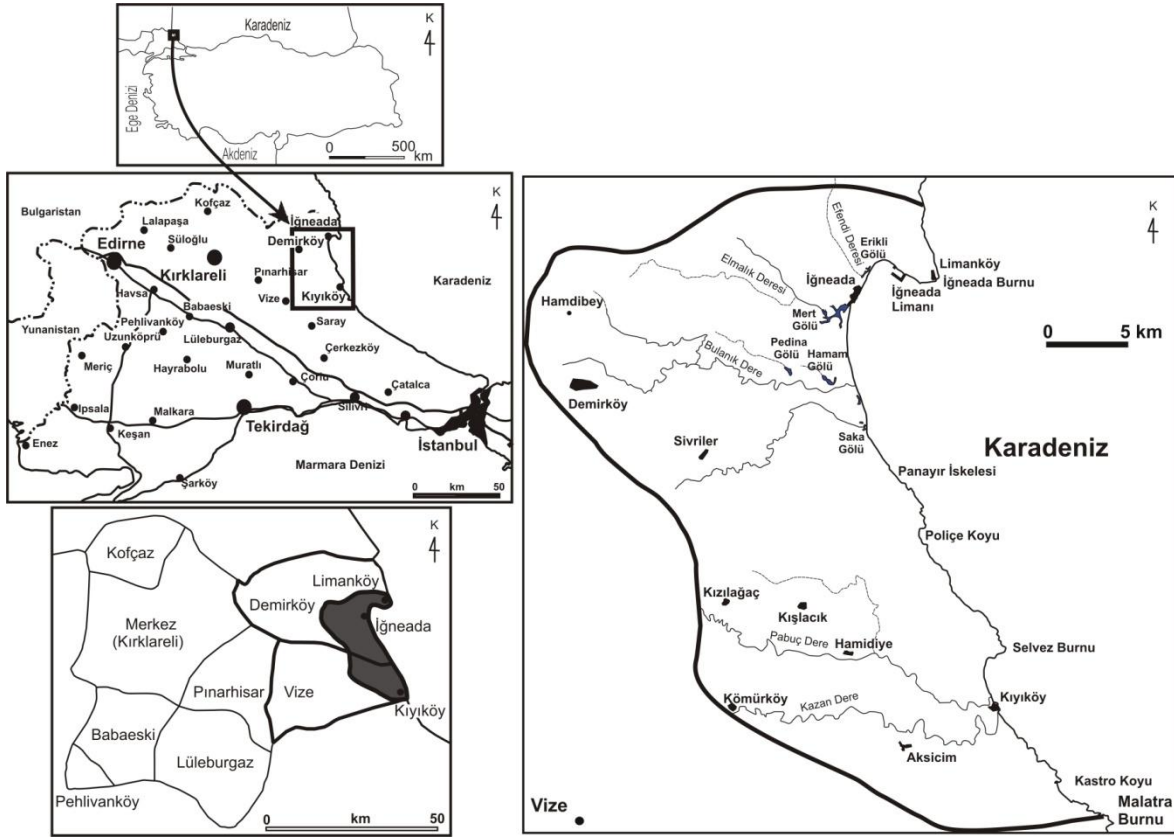 Karadeniz
K
Ege Denizi
Akdeniz
0 500
km
K
Bulgaristan
Kofçaz
Lalapaşa
Süloğlu
İğneada
Demirköy
Edirne
Kırklareli
Karadeniz
Pınarhisar
Havsa
Vize
Kıyıköy
Babaeski
Yunanistan
Pehlivanköy
Saray
Uzunköprü
Lüleburgaz
Çerkezköy
Meriç
Hayrabolu
Muratlı
Çorlu
Çatalca
İpsala
Malkara
Silivri
Tekirdağ
İstanbul
Keşan
Enez
Marmara Denizi
Şarköy
0 km 50
K
Kofçaz
Limanköy
Demirköy
İğneada
Merkez
(Kırklareli)
Pınarhisar
Vize
Kıyıköy
Babaeski
Lüleburgaz
Pehlivanköy
0 km 50
K
Efendi Deresi
Erikli
Gölü
Limanköy
Elmalık Deresi
İğneada
İğneada Burnu
İğneada
Limanı
Hamdibey
Mert
Gölü
0 5 km
Pedina
Gölü
Hamam
Gölü
Bulanık Dere
Demirköy
Saka
Gölü
Sivriler
Karadeniz
Panayır İskelesi
Poliçe Koyu
Kızılağaç
Kışlacık
Pabuç Dere
Hamidiye
Selvez Burnu
Kömürköy
Kazan Dere
Kıyıköy
Aksicim
Kastro Koyu
Vize
Malatra
Burnu